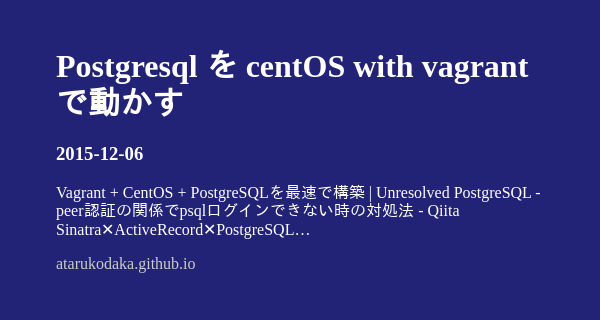 Postgresql を centOS with vagrant
で動かす
2015-12-06
Vagrant + CentOS + PostgreSQLを最速で構築 | Unresolved PostgreSQL -
peer認証の関係でpsqlログインできない時の対処法 - Qiita
Sinatra✕ActiveRecord✕PostgreSQL…
atarukodaka.github.io